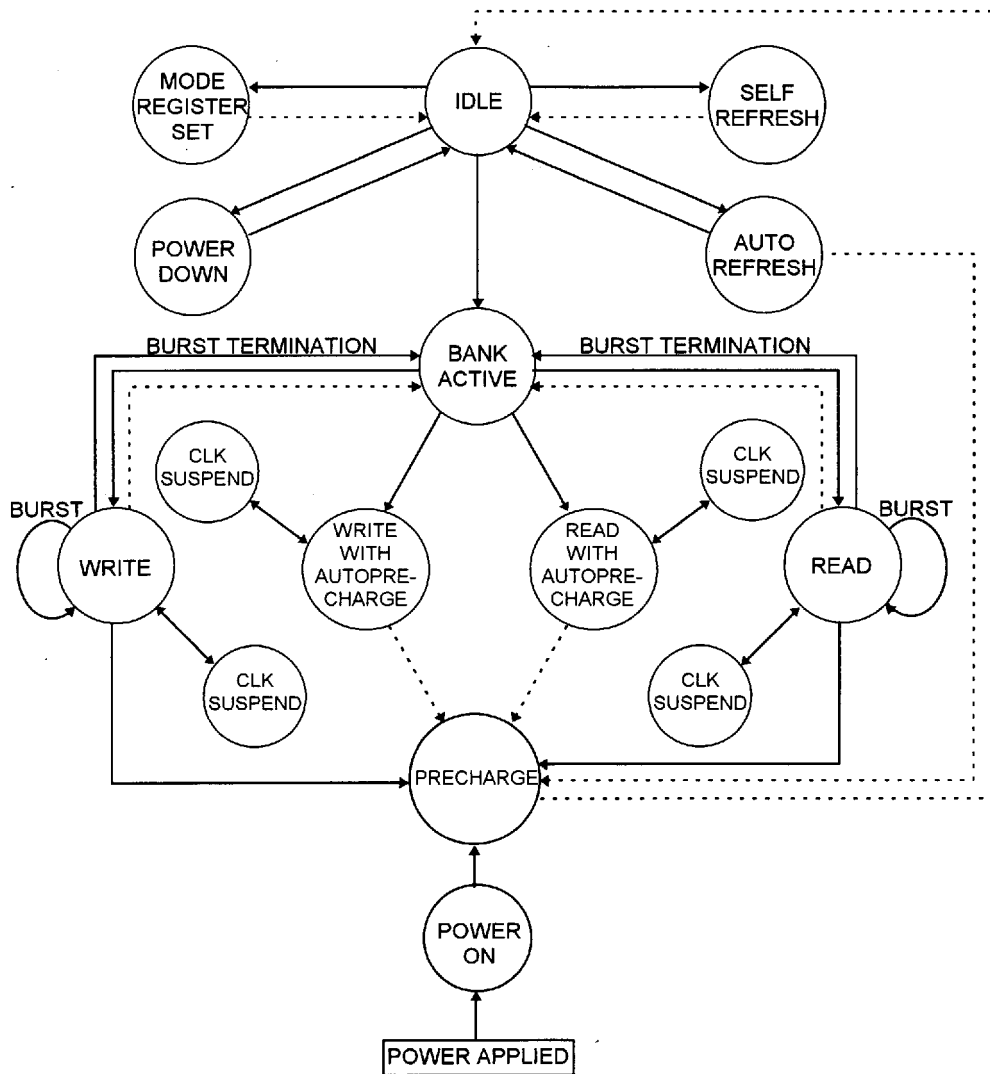 MODE
REGISTER
SET
IDLE
SELF
REFRESH
POWER
DOWN
AUTO
REFRESH
BURST TERMINATION
BANK
ACTIVE
BURST TERMINATION
CLK
SUSPEND
CLK
SUSPEND
BURST
WRITE
WRITE
WITH
AUTOPRE-
CHARGE
READ
WITH
AUTOPRE-
CHARGE
READ
BURST
CLK
SUSPEND
CLK
SUSPEND
PRECHARGE
POWER
ON
POWER APPLIED